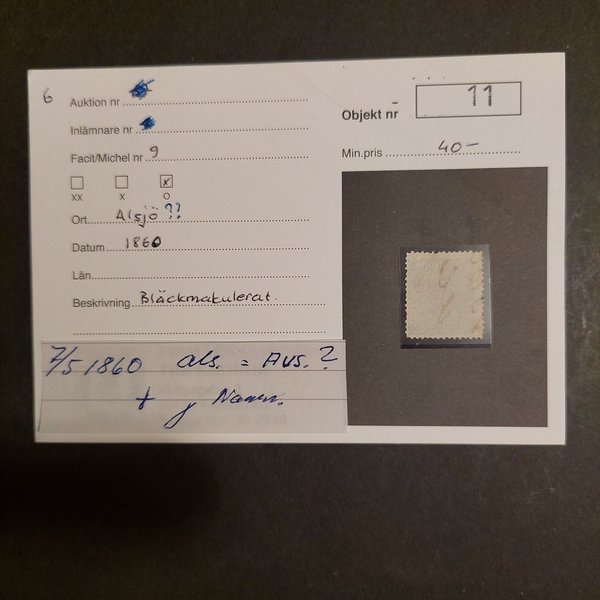 6
Auktion nr
Objekt nr 11
Inlämnare nr
Facit/Michel nr 9
Min.pris 40-
XX X O
Ort Alsjö ??
Datum 1860
Län
Beskrivning Bläckmakulerat.
7/5 1860 als. = Aus. ?
+ j Namn.